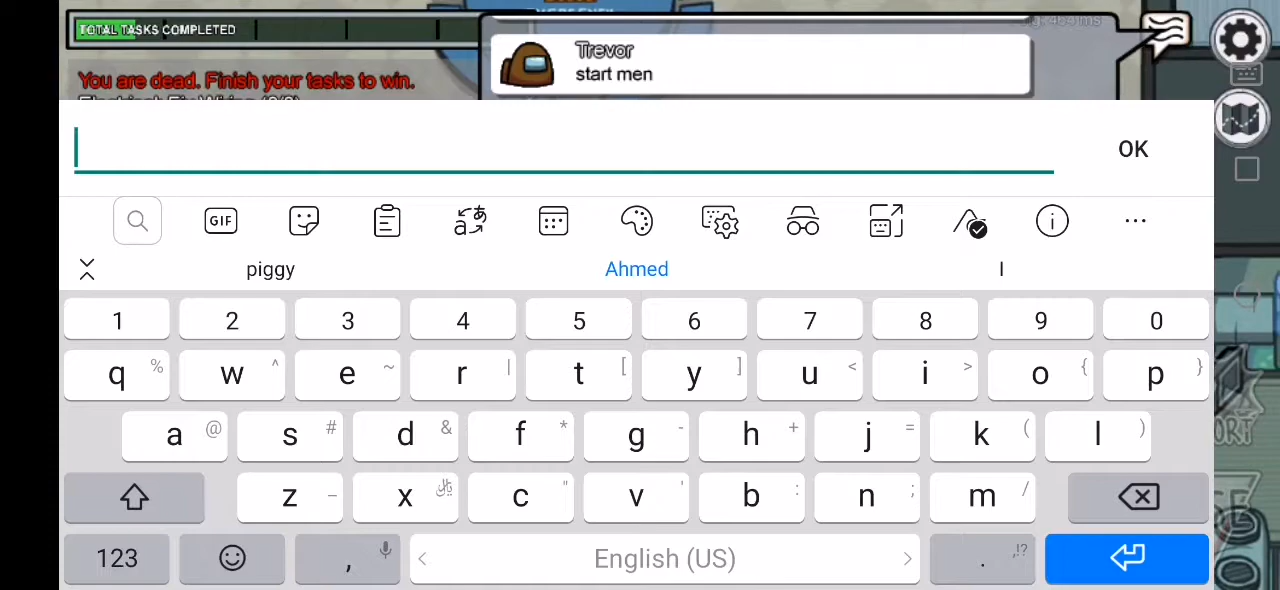 TOTAL TASKS COMPLETED
Trevor
start men
You are dead. Finish your tasks to win.
OK
GIF
piggy Ahmed I
1 2 3 4 5 6 7 8 9 0
q % w ^ e ~ r | t [ y ] u < i > o { p }
a @ s # d & f * g - h + j = k ( l )
z _ x ﷼ c " v ' b : n ; m /
123 , < English (US) > . ,!?